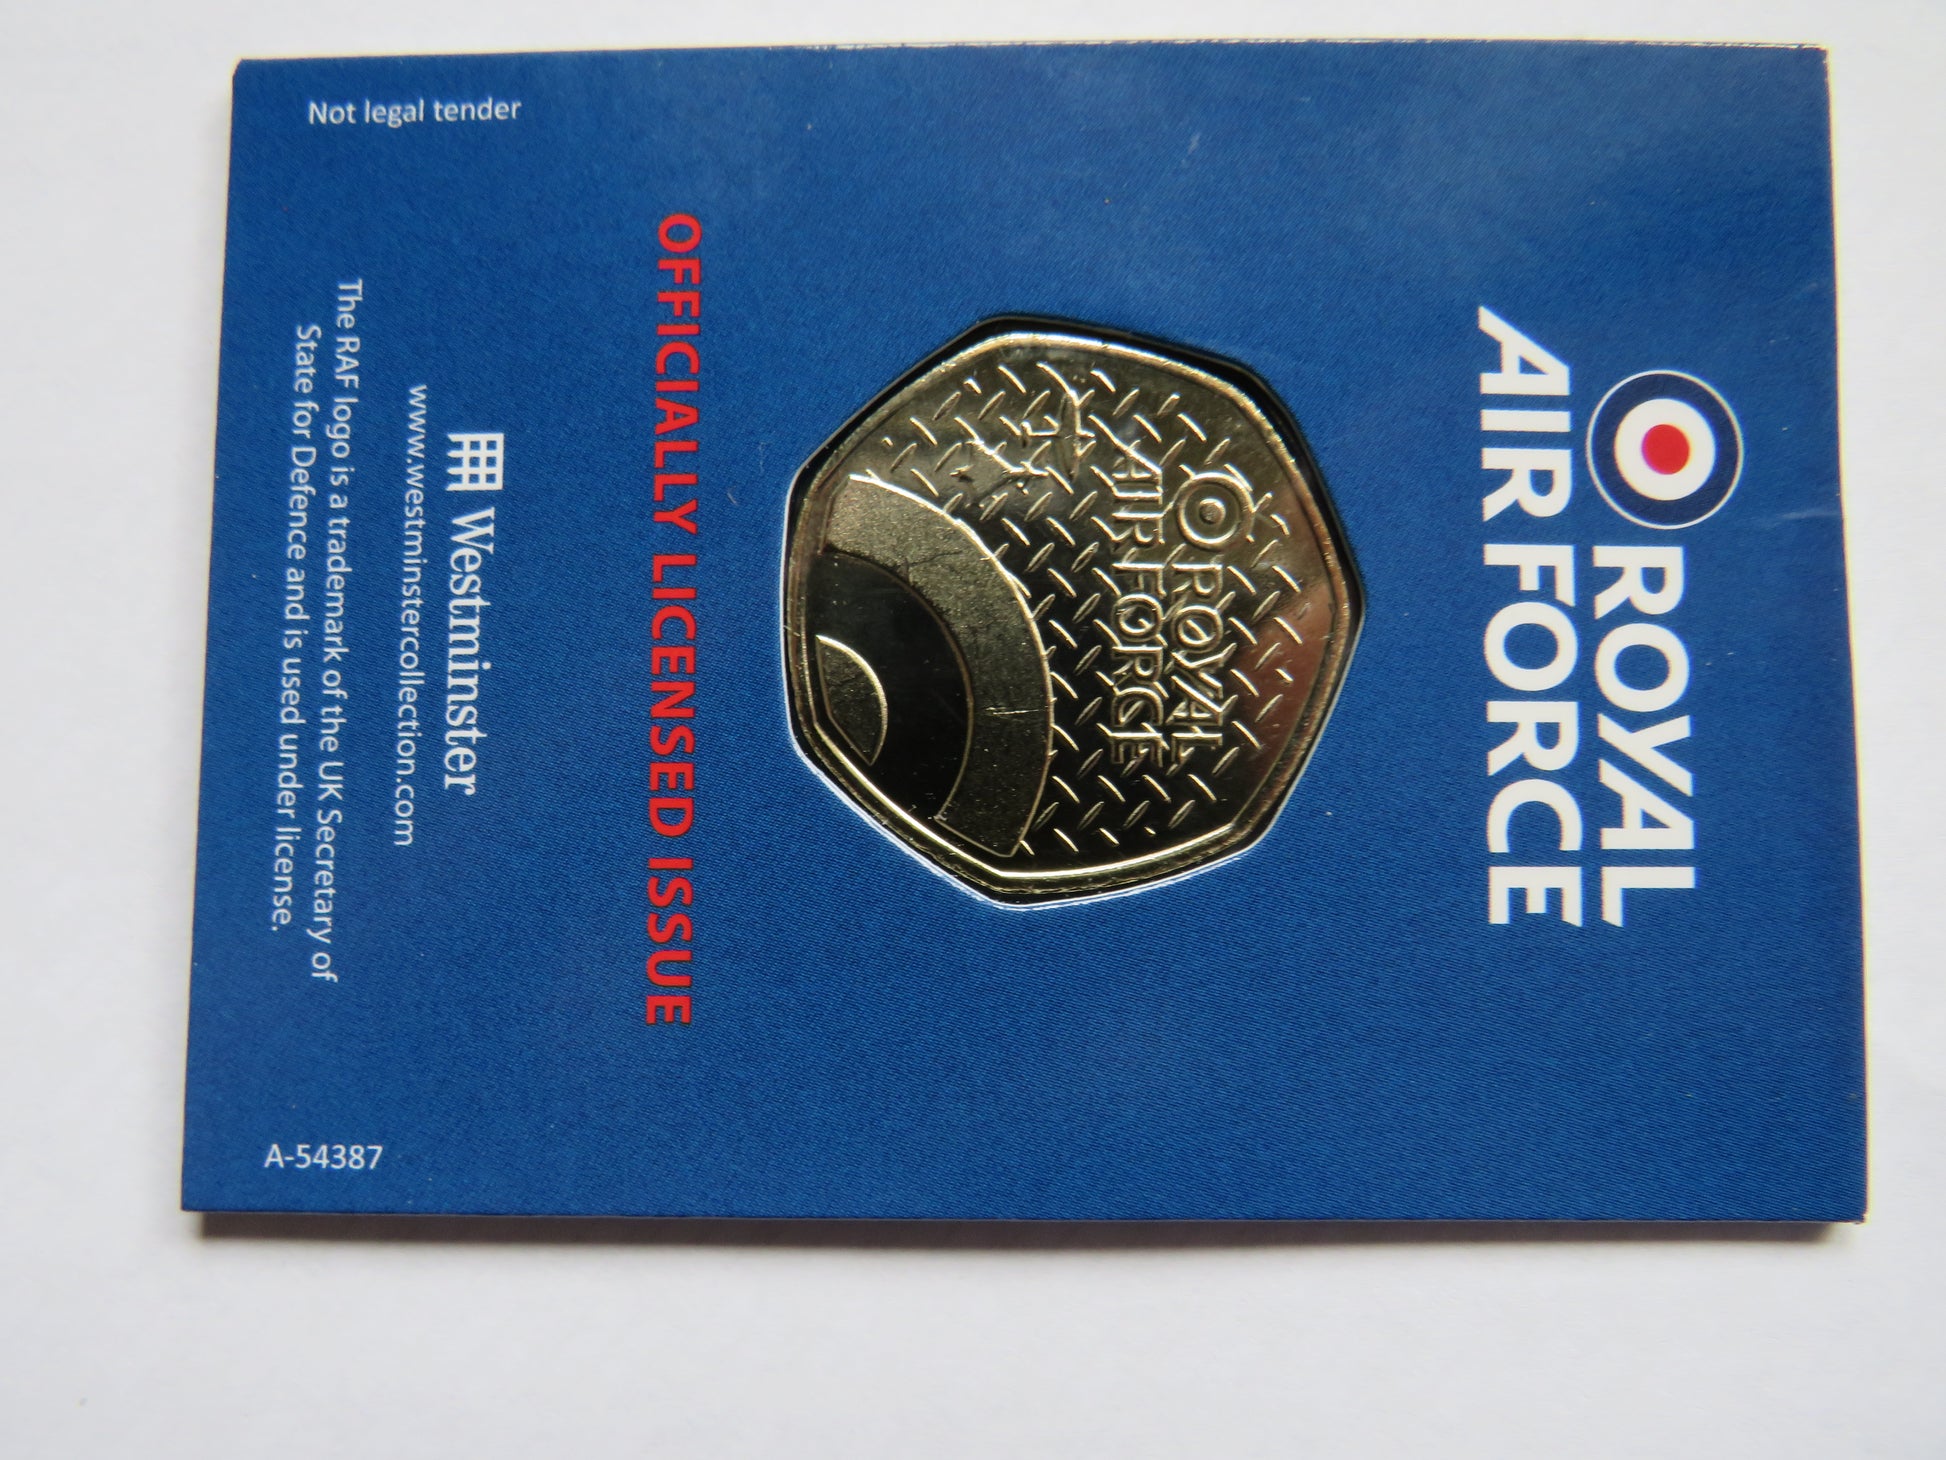 ROYAL
AIR FORCE
ROYAL
AIR FORCE
OFFICIALLY LICENSED ISSUE
Westminster
www.westminstercollection.com
The RAF logo is a trademark of the UK Secretary of
State for Defence and is used under license.
Not legal tender
A-54387